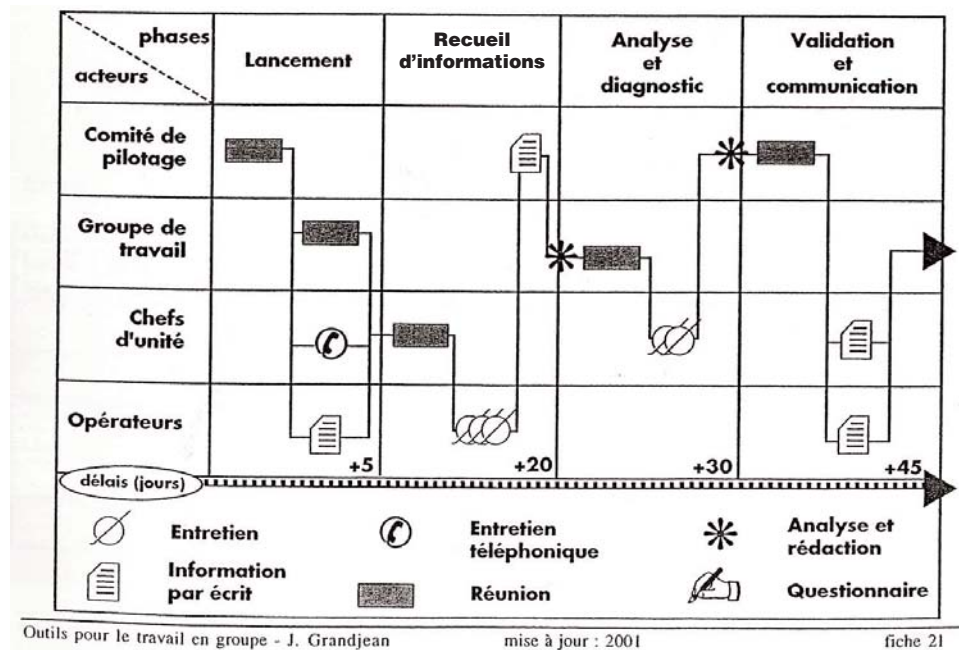 phases
acteurs
Lancement
Recueil
d'informations
Analyse
et
diagnostic
Validation
et
communication
Comité de
pilotage
Groupe de
travail
Chefs
d'unité
Opérateurs
+5
+20
+30
+45
délais (jours)
Entretien
Entretien
téléphonique
Analyse et
rédaction
Information
par écrit
Réunion
Questionnaire
Outils pour le travail en groupe - J. Grandjean
mise à jour : 2001
fiche 21